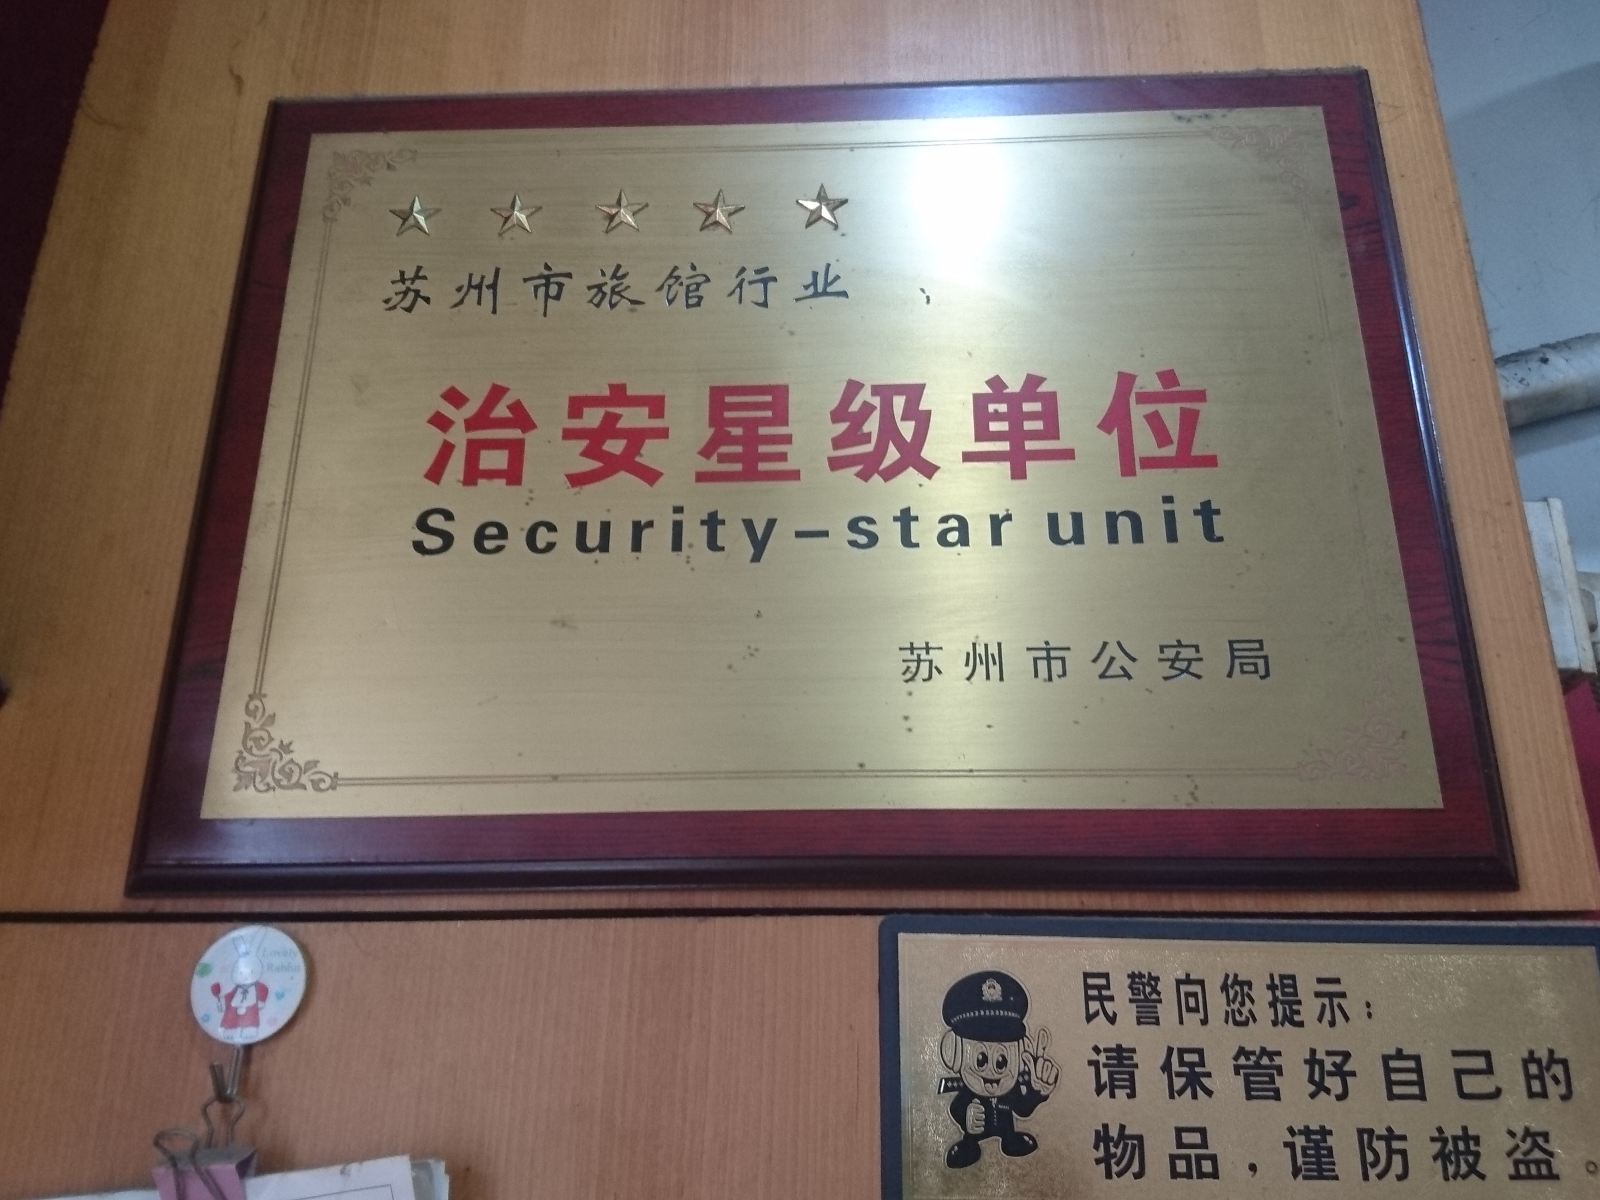 苏州市旅馆行业
治安星级单位
Security-star unit
苏州市公安局
Lovely
Rabbit
民警向您提示：
请保管好自己的
物品，谨防被盗。